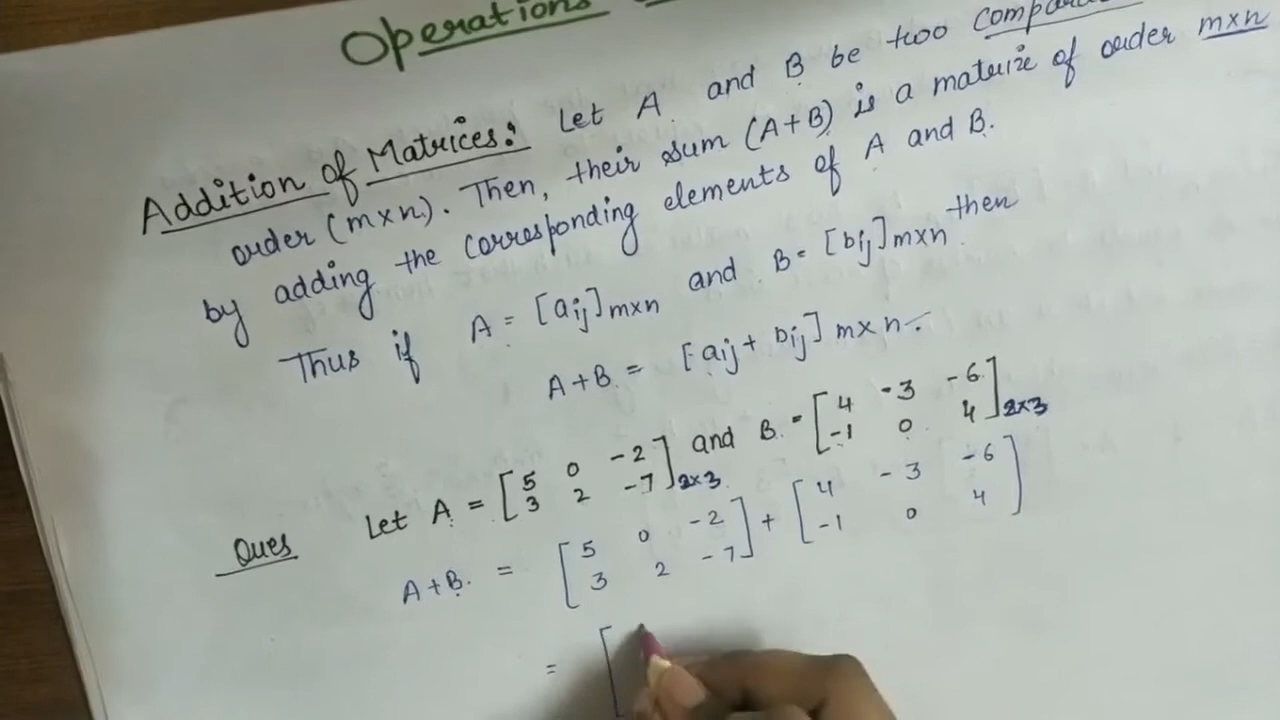 Operations
Addition of Matrices: Let A and B be two
order (m×n). Then, their sum (A+B) is a matrix of order m×n
by adding the corresponding elements of A and B.
Thus if A = [aij]m×n and B = [bij]m×n then
A+B = [aij + bij] m×n.
Ques Let A = [5 0 -2 and B = [4 -3 -6
3 2 -7]2×3 -1 0 4]2×3
A+B = [5 0 -2 + [4 -3 -6
3 2 -7] -1 0 4]
= [